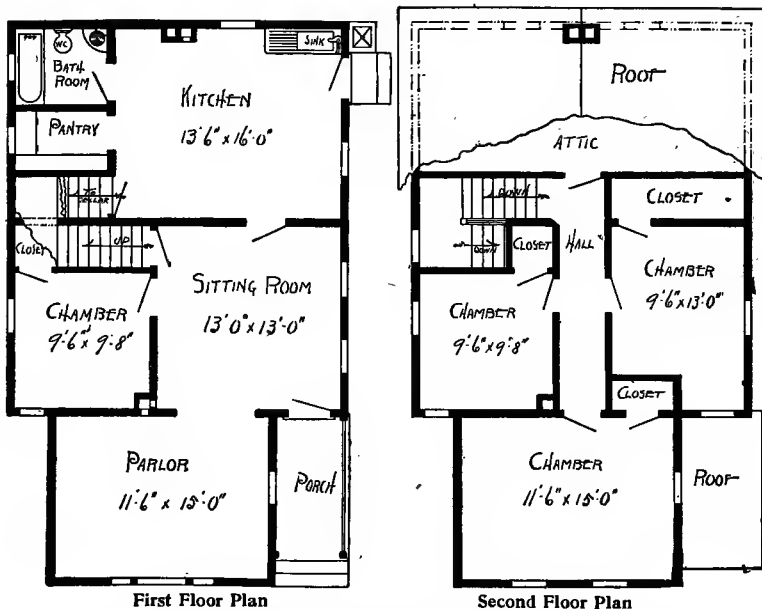 WC
BATH
ROOM
SINK
KITCHEN
13'-6" x 16'-0"
PANTRY
TO
CELLAR
CLOSET
UP
SITTING ROOM
13'-0" x 13'-0"
CHAMBER
9'-6" x 9'-8"
PARLOR
11'-6" x 15'-0"
PORCH
First Floor Plan
ROOF
ATTIC
DOWN
CLOSET
DOWN
CLOSET
HALL
CHAMBER
9'-6" x 13'-0"
CHAMBER
9'-6" x 9'-8"
CLOSET
CHAMBER
11'-6" x 15'-0"
ROOF
Second Floor Plan